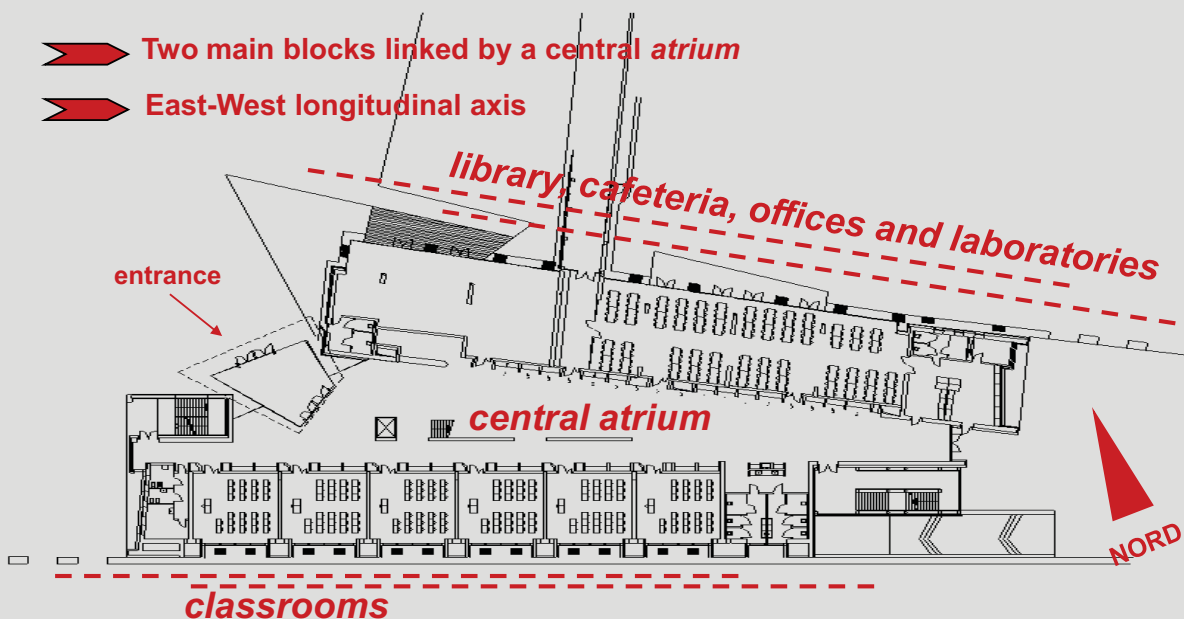 Two main blocks linked by a central atrium
East-West longitudinal axis
library, cafeteria, offices and laboratories
entrance
central atrium
NORD
classrooms